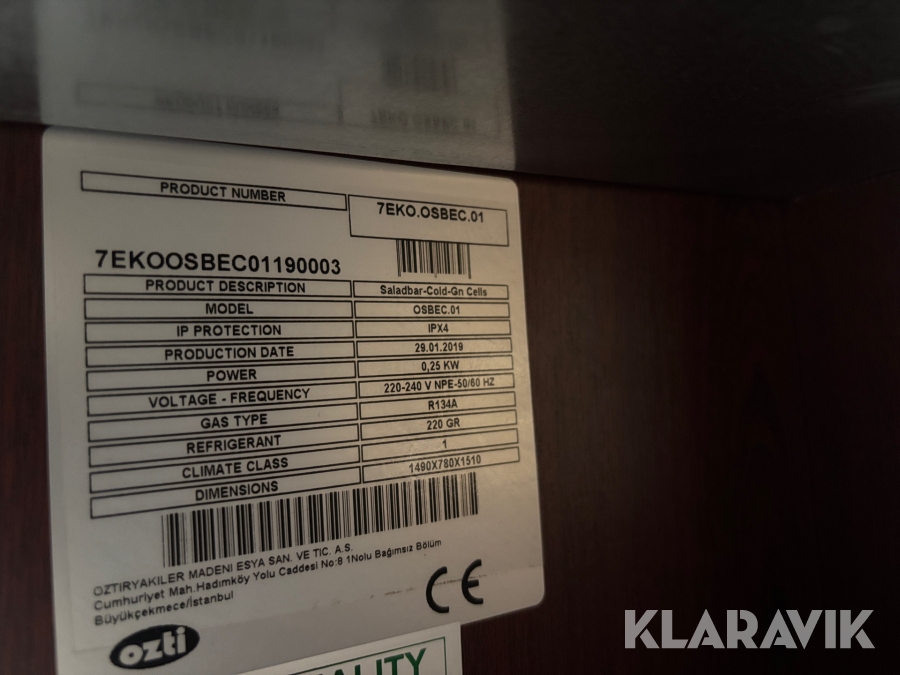 PRODUCT NUMBER 7EKO.OSBEC.01
7EKOOSBEC01190003
PRODUCT DESCRIPTION Saladbar-Cold-Gn Cells
MODEL OSBEC.01
IP PROTECTION IPX4
PRODUCTION DATE 29.01.2019
POWER 0,25 KW
VOLTAGE - FREQUENCY 220-240 V NPE-50/60 HZ
GAS TYPE R134A
REFRIGERANT 220 GR
CLIMATE CLASS 1
DIMENSIONS 1490X780X1510
OZTIRYAKILER MADENI ESYA SAN. VE TIC. A.S.
Cumhuriyet Mah.Hadımköy Yolu Caddesi No:8 1Nolu Bağımsız Bölüm
Büyükçekmece/İstanbul
CE
ozti
KLARAVIK